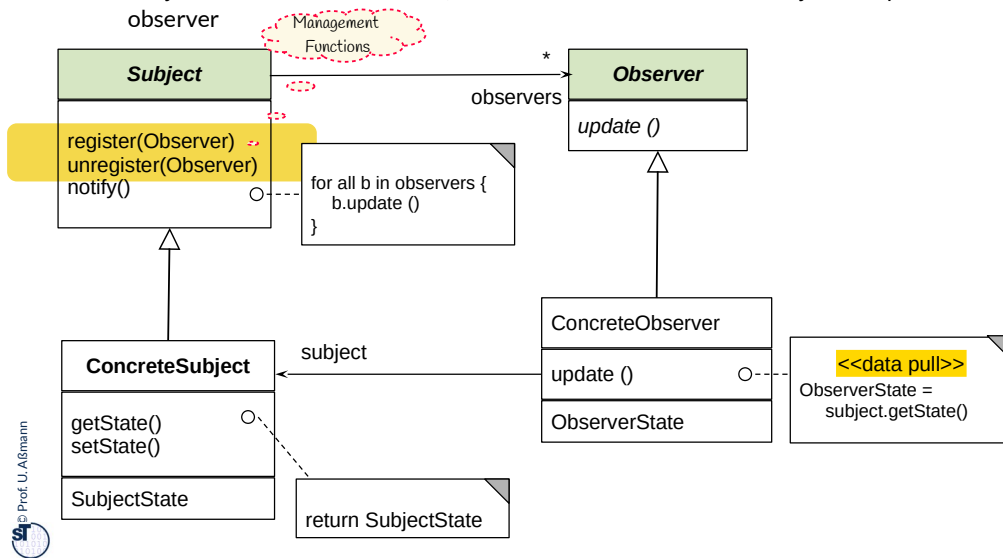 observer
Management
Functions
Subject
*
Observer
observers
update ()
register(Observer)
unregister(Observer)
notify()
for all b in observers {
b.update ()
}
ConcreteObserver
<<data pull>>
ConcreteSubject
subject
update ()
ObserverState =
subject.getState()
getState()
setState()
ObserverState
SubjectState
return SubjectState
© Prof. U. Aßmann
ST